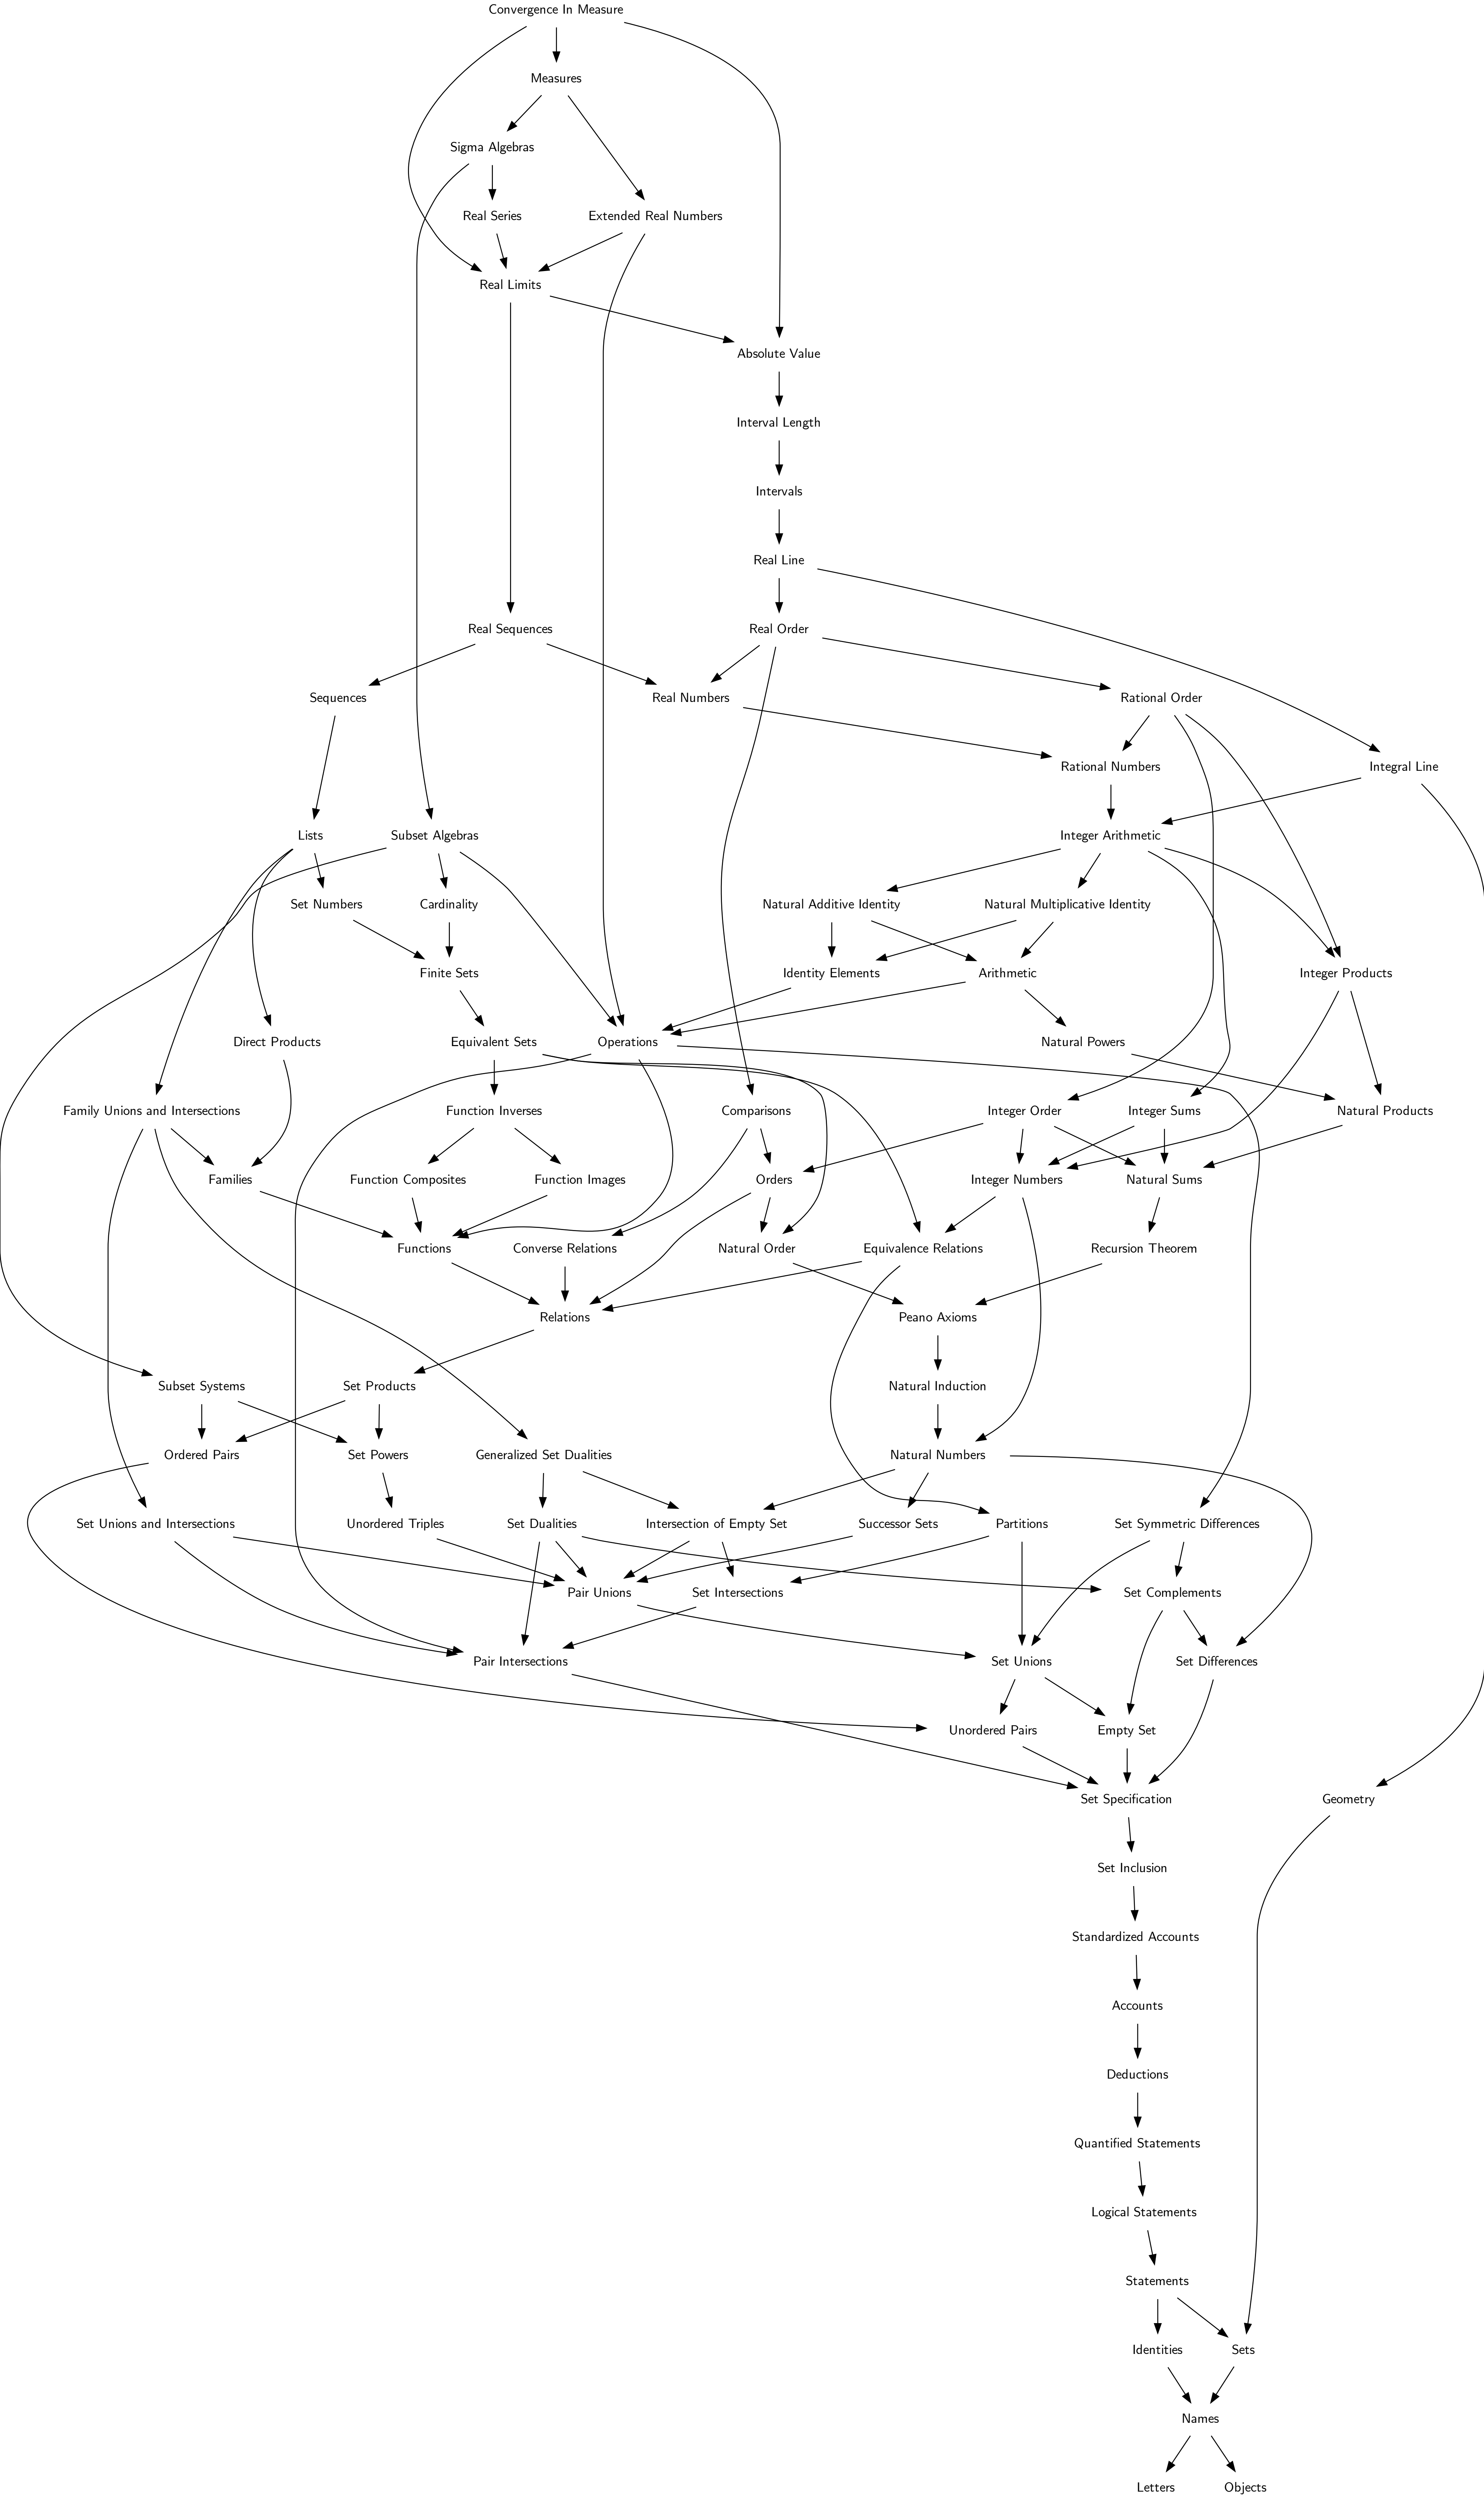 Convergence In Measure
Measures
Sigma Algebras
Real Series
Extended Real Numbers
Real Limits
Absolute Value
Interval Length
Intervals
Real Line
Real Sequences
Real Order
Sequences
Real Numbers
Rational Order
Rational Numbers
Integral Line
Lists
Subset Algebras
Integer Arithmetic
Set Numbers
Cardinality
Natural Additive Identity
Natural Multiplicative Identity
Finite Sets
Identity Elements
Arithmetic
Integer Products
Direct Products
Equivalent Sets
Operations
Natural Powers
Family Unions and Intersections
Function Inverses
Comparisons
Integer Order
Integer Sums
Natural Products
Families
Function Composites
Function Images
Orders
Integer Numbers
Natural Sums
Functions
Converse Relations
Natural Order
Equivalence Relations
Recursion Theorem
Relations
Peano Axioms
Subset Systems
Set Products
Natural Induction
Ordered Pairs
Set Powers
Generalized Set Dualities
Natural Numbers
Set Unions and Intersections
Unordered Triples
Set Dualities
Intersection of Empty Set
Successor Sets
Partitions
Set Symmetric Differences
Pair Unions
Set Intersections
Set Complements
Pair Intersections
Set Unions
Set Differences
Unordered Pairs
Empty Set
Set Specification
Geometry
Set Inclusion
Standardized Accounts
Accounts
Deductions
Quantified Statements
Logical Statements
Statements
Identities
Sets
Names
Letters
Objects